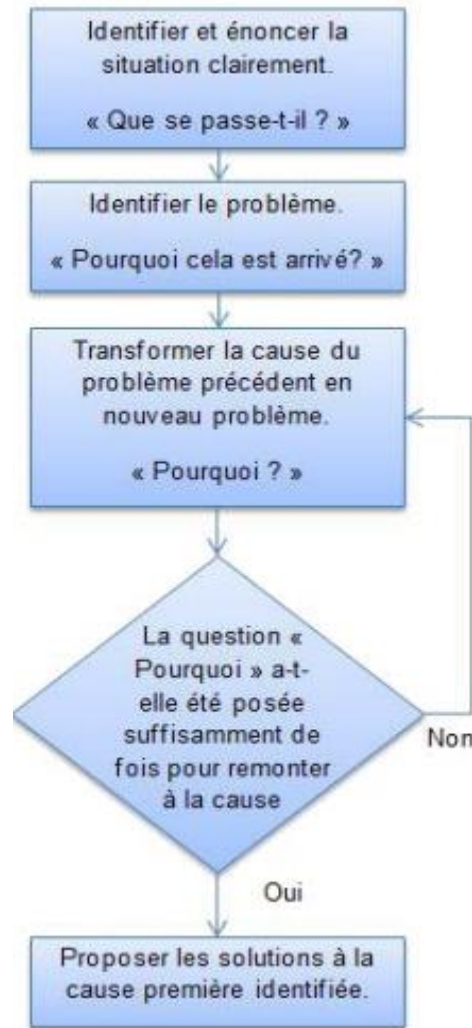 Identifier et énoncer la
situation clairement.
« Que se passe-t-il ? »
Identifier le problème.
« Pourquoi cela est arrivé? »
Transformer la cause du
problème précédent en
nouveau problème.
« Pourquoi ? »
La question «
Pourquoi » a-t-
elle été posée
suffisamment de
fois pour remonter
à la cause
Non
Oui
Proposer les solutions à la
cause première identifiée.